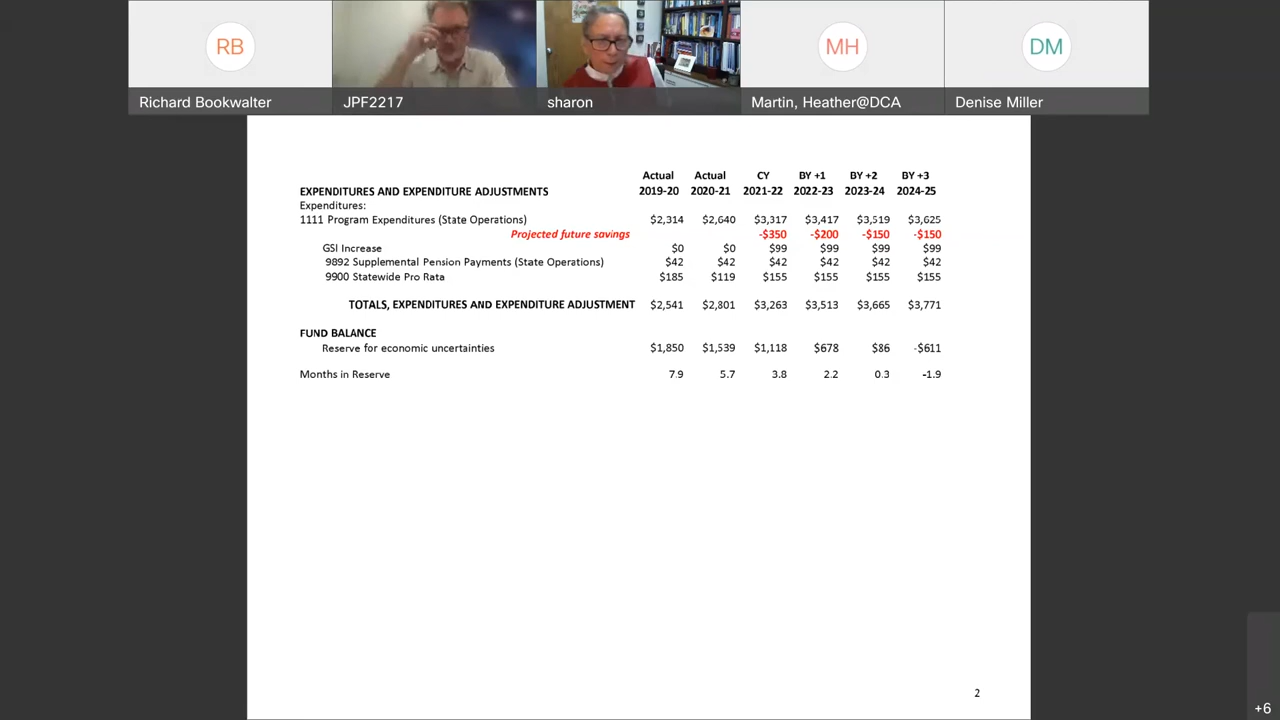 RB
MH
DM
Richard Bookwalter
JPF2217
sharon
Martin, Heather@DCA
Denise Miller
Actual Actual CY BY +1 BY +2 BY +3
EXPENDITURES AND EXPENDITURE ADJUSTMENTS 2019-20 2020-21 2021-22 2022-23 2023-24 2024-25
Expenditures:
1111 Program Expenditures (State Operations) $2,314 $2,640 $3,317 $3,417 $3,519 $3,625
Projected future savings -$350 -$200 -$150 -$150
GSI Increase $0 $0 $99 $99 $99 $99
9892 Supplemental Pension Payments (State Operations) $42 $42 $42 $42 $42 $42
9900 Statewide Pro Rata $185 $119 $155 $155 $155 $155
TOTALS, EXPENDITURES AND EXPENDITURE ADJUSTMENT $2,541 $2,801 $3,263 $3,513 $3,665 $3,771
FUND BALANCE
Reserve for economic uncertainties $1,850 $1,539 $1,118 $678 $86 -$611
Months in Reserve 7.9 5.7 3.8 2.2 0.3 -1.9
2
+6